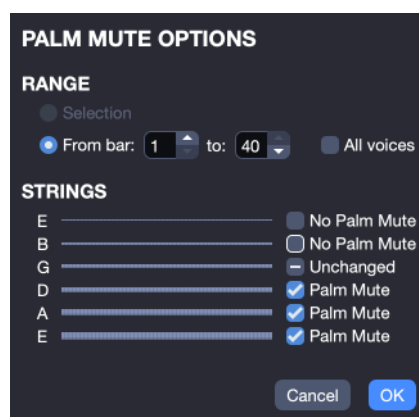 PALM MUTE OPTIONS
RANGE
Selection
From bar: 1 to: 40 All voices
STRINGS
E No Palm Mute
B No Palm Mute
G Unchanged
D Palm Mute
A Palm Mute
E Palm Mute
Cancel OK